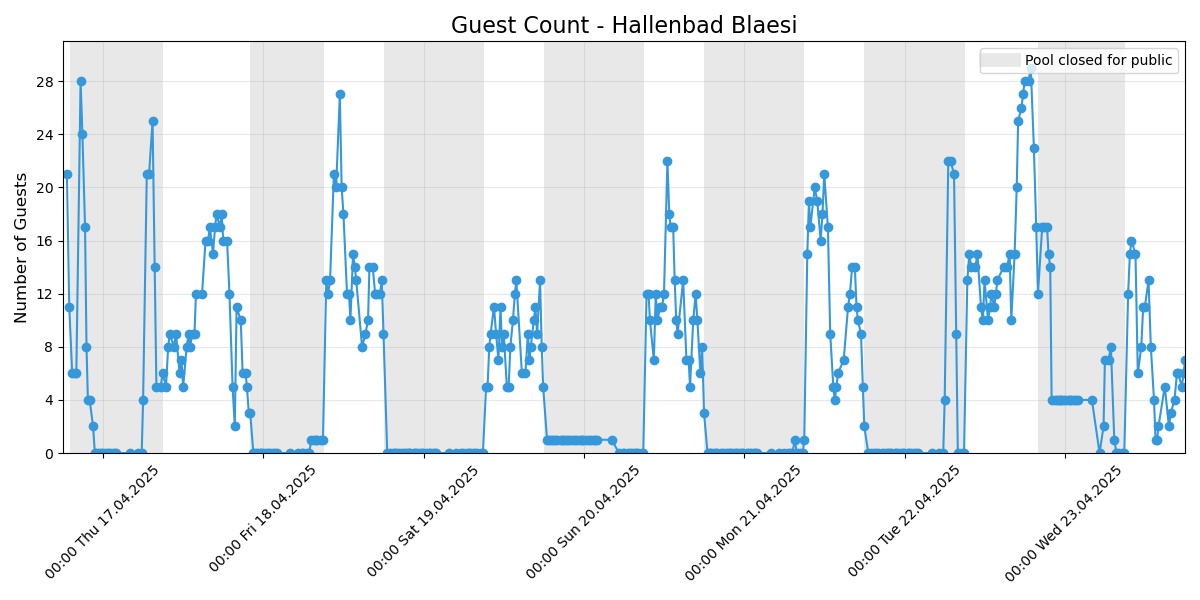 Guest Count - Hallenbad Blaesi
Pool closed for public
Number of Guests
28
24
20
16
12
8
4
0
00:00 Thu 17.04.2025
00:00 Fri 18.04.2025
00:00 Sat 19.04.2025
00:00 Sun 20.04.2025
00:00 Mon 21.04.2025
00:00 Tue 22.04.2025
00:00 Wed 23.04.2025